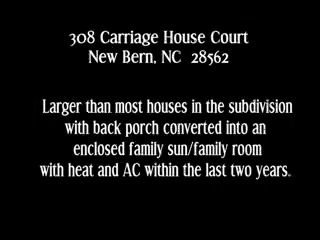 308 Carriage House Court
New Bern, NC 28562
Larger than most houses in the subdivision
with back porch converted into an
enclosed family sun/family room
with heat and AC within the last two years.